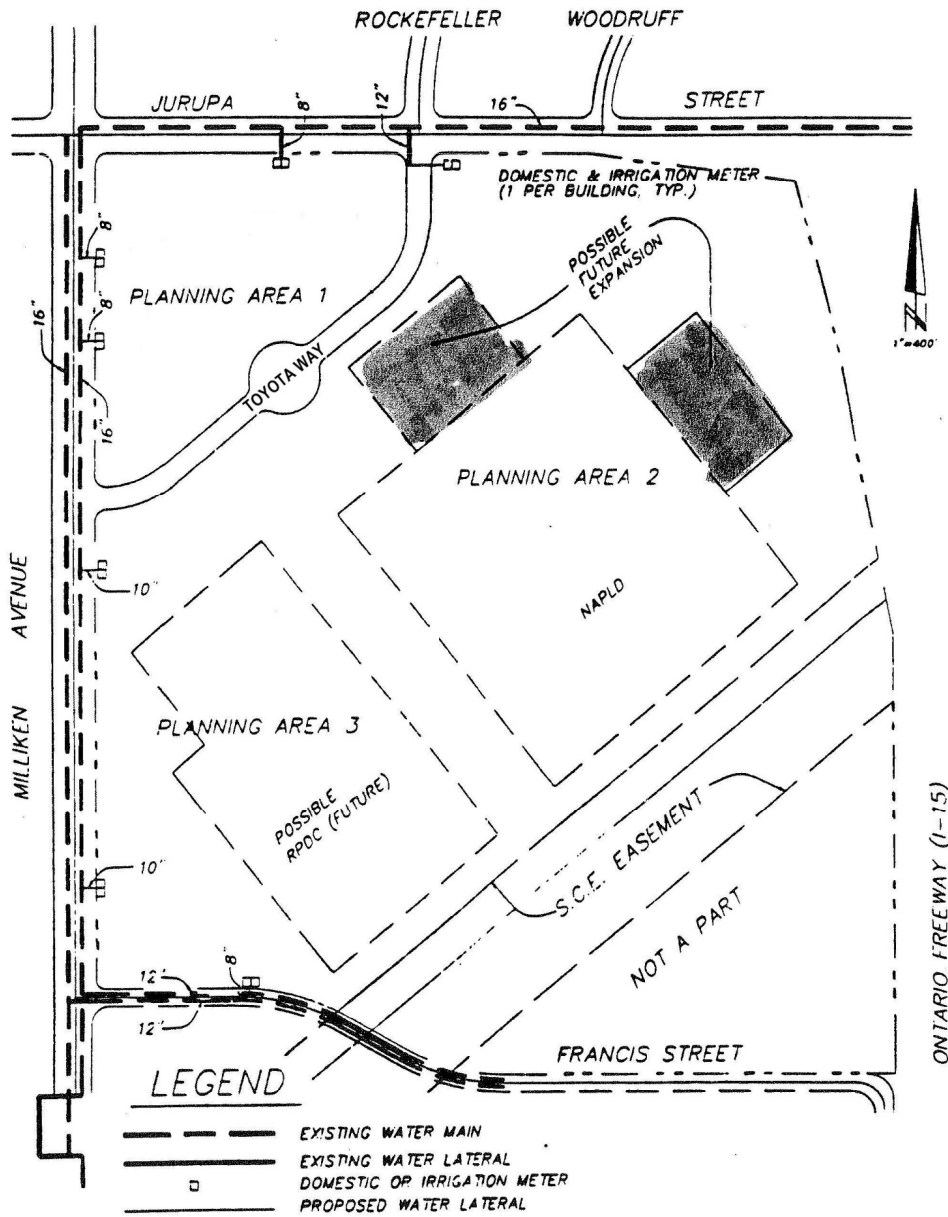 ROCKEFELLER
WOODRUFF
JURUPA
8"
12"
16"
STREET
DOMESTIC & IRRIGATION METER
(1 PER BUILDING, TYP.)
8"
POSSIBLE
FUTURE
EXPANSION
PLANNING AREA 1
16"
8"
1"=400'
TOYOTA WAY
16"
PLANNING AREA 2
MILLIKEN AVENUE
10"
NAPLD
PLANNING AREA 3
POSSIBLE
RPDC (FUTURE)
S.C.E. EASEMENT
ONTARIO FREEWAY (I-15)
10"
NOT A PART
12"
8"
12"
FRANCIS STREET
LEGEND
EXISTING WATER MAIN
EXISTING WATER LATERAL
DOMESTIC OR IRRIGATION METER
PROPOSED WATER LATERAL